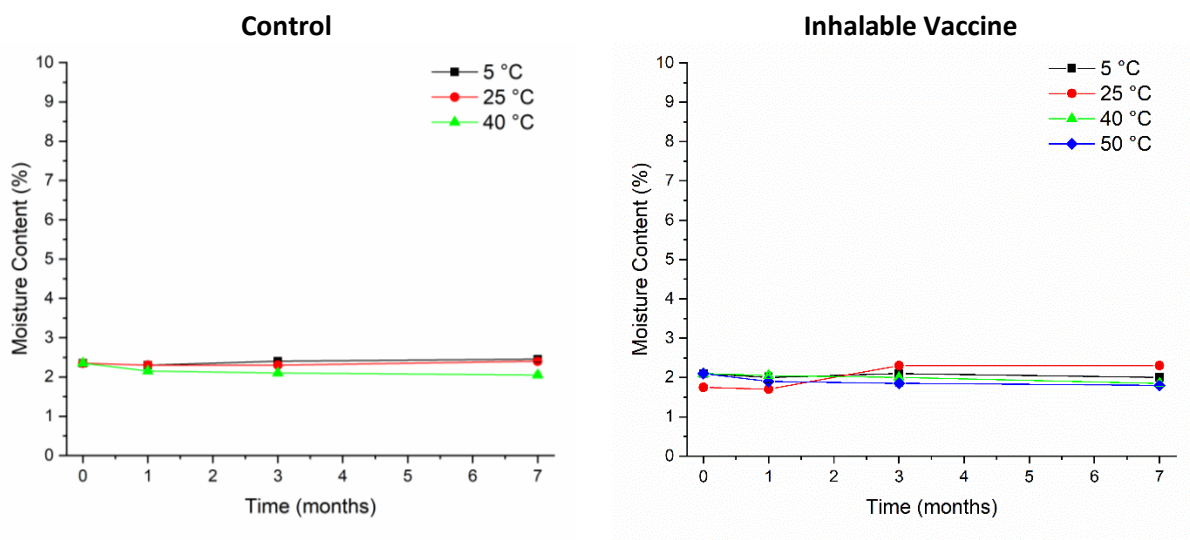 Control
10
9
8
7
6
5
4
3
2
1
0
Moisture Content (%)
5 °C
25 °C
40 °C
0 1 2 3 4 5 6 7
Time (months)
Inhalable Vaccine
10
9
8
7
6
5
4
3
2
1
0
Moisture Content (%)
5 °C
25 °C
40 °C
50 °C
0 1 2 3 4 5 6 7
Time (months)